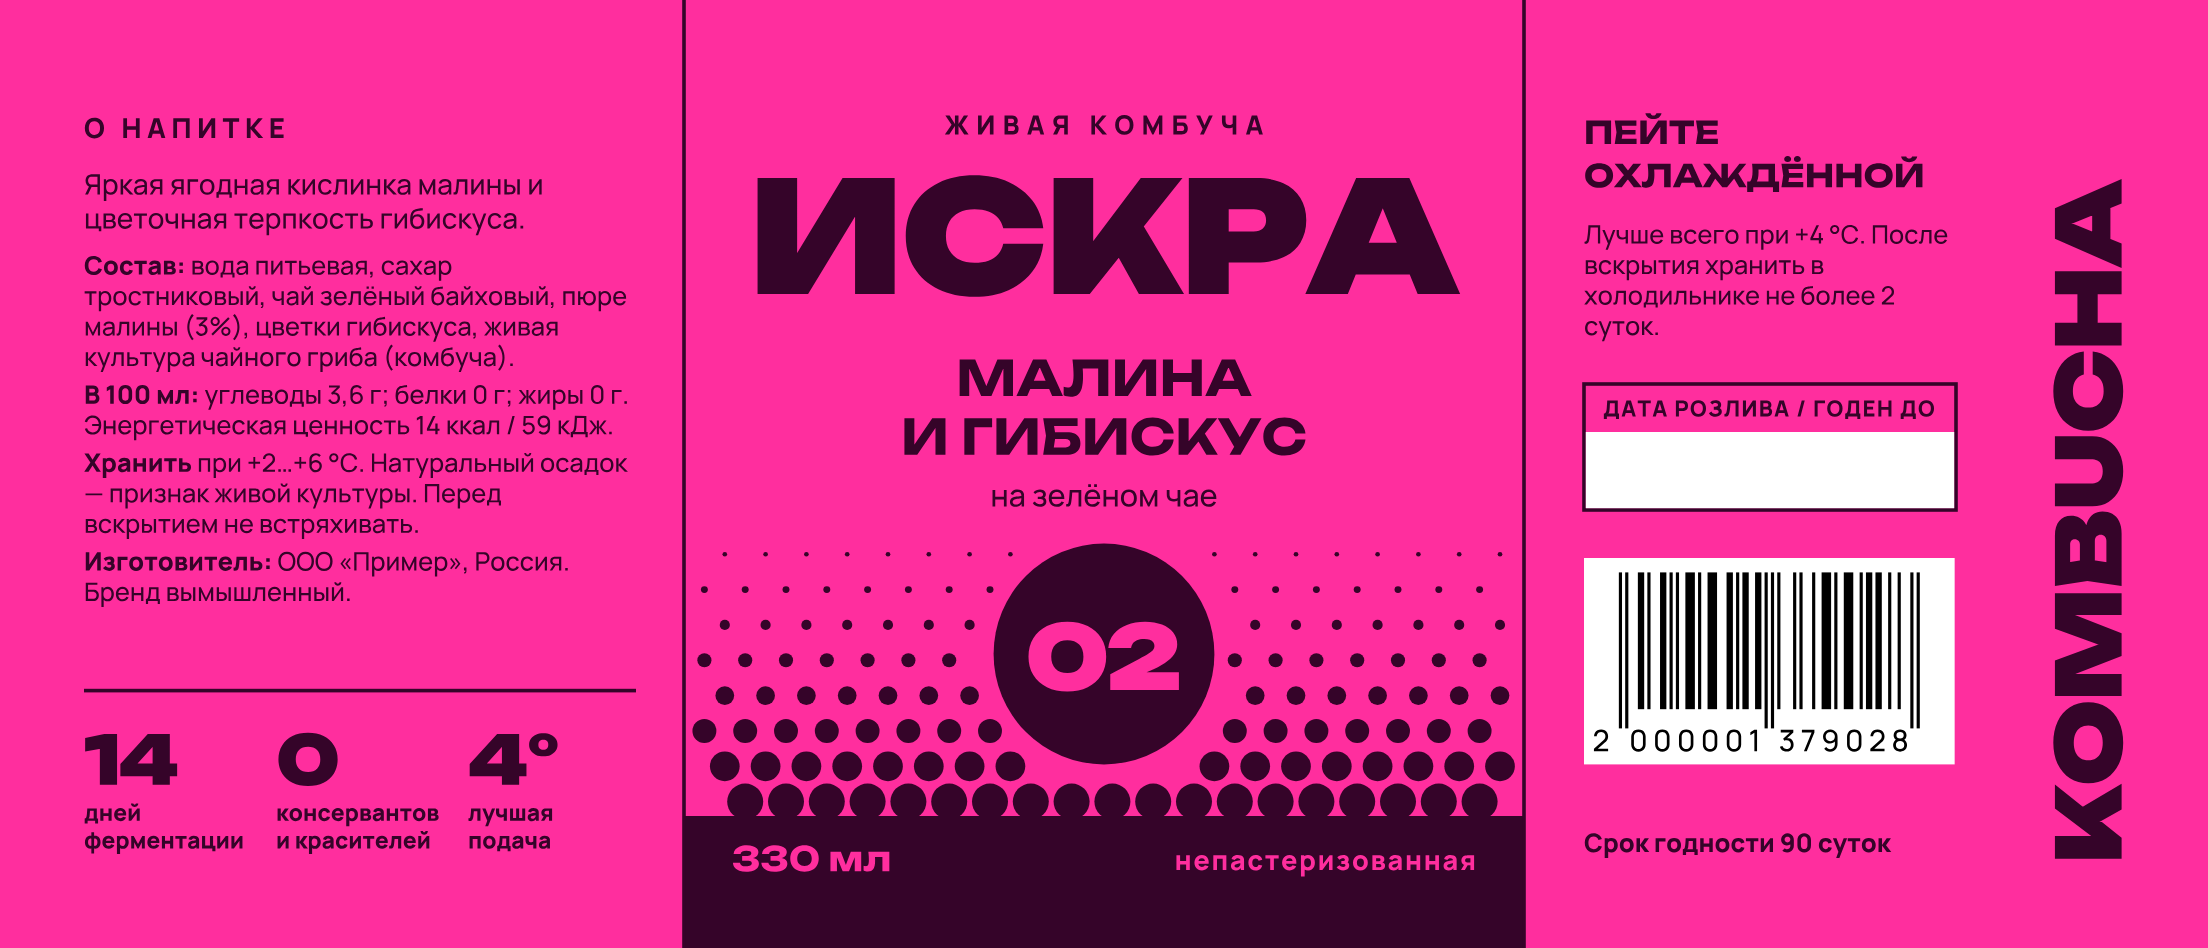 О НАПИТКЕ
Яркая ягодная кислинка малины и
цветочная терпкость гибискуса.
Состав: вода питьевая, сахар
тростниковый, чай зелёный байховый, пюре
малины (3%), цветки гибискуса, живая
культура чайного гриба (комбуча).
В 100 мл: углеводы 3,6 г; белки 0 г; жиры 0 г.
Энергетическая ценность 14 ккал / 59 кДж.
Хранить при +2…+6 °C. Натуральный осадок
— признак живой культуры. Перед
вскрытием не встряхивать.
Изготовитель: ООО «Пример», Россия.
Бренд вымышленный.
14
дней
ферментации
0
консервантов
и красителей
4°
лучшая
подача
ЖИВАЯ КОМБУЧА
ИСКРА
МАЛИНА
И ГИБИСКУС
на зелёном чае
02
330 мл
непастеризованная
ПЕЙТЕ
ОХЛАЖДЁННОЙ
Лучше всего при +4 °C. После
вскрытия хранить в
холодильнике не более 2
суток.
ДАТА РОЗЛИВА / ГОДЕН ДО
2 000001 379028
Срок годности 90 суток
KOMBUCHA